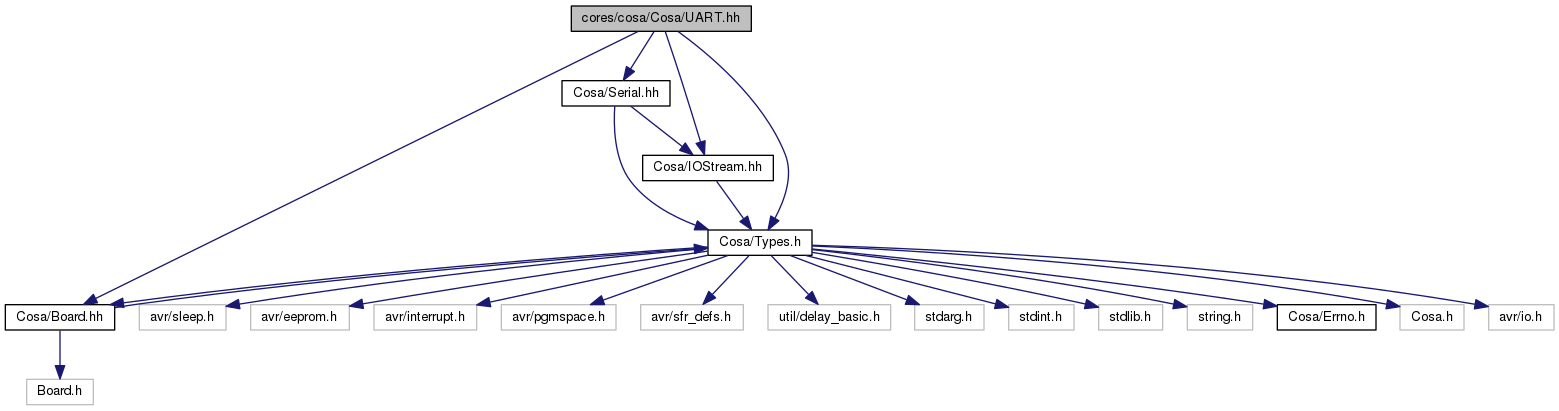 cores/cosa/Cosa/UART.hh
Cosa/Serial.hh
Cosa/IOStream.hh
Cosa/Types.h
Cosa/Board.hh
avr/sleep.h
avr/eeprom.h
avr/interrupt.h
avr/pgmspace.h
avr/sfr_defs.h
util/delay_basic.h
stdarg.h
stdint.h
stdlib.h
string.h
Cosa/Errno.h
Cosa.h
avr/io.h
Board.h